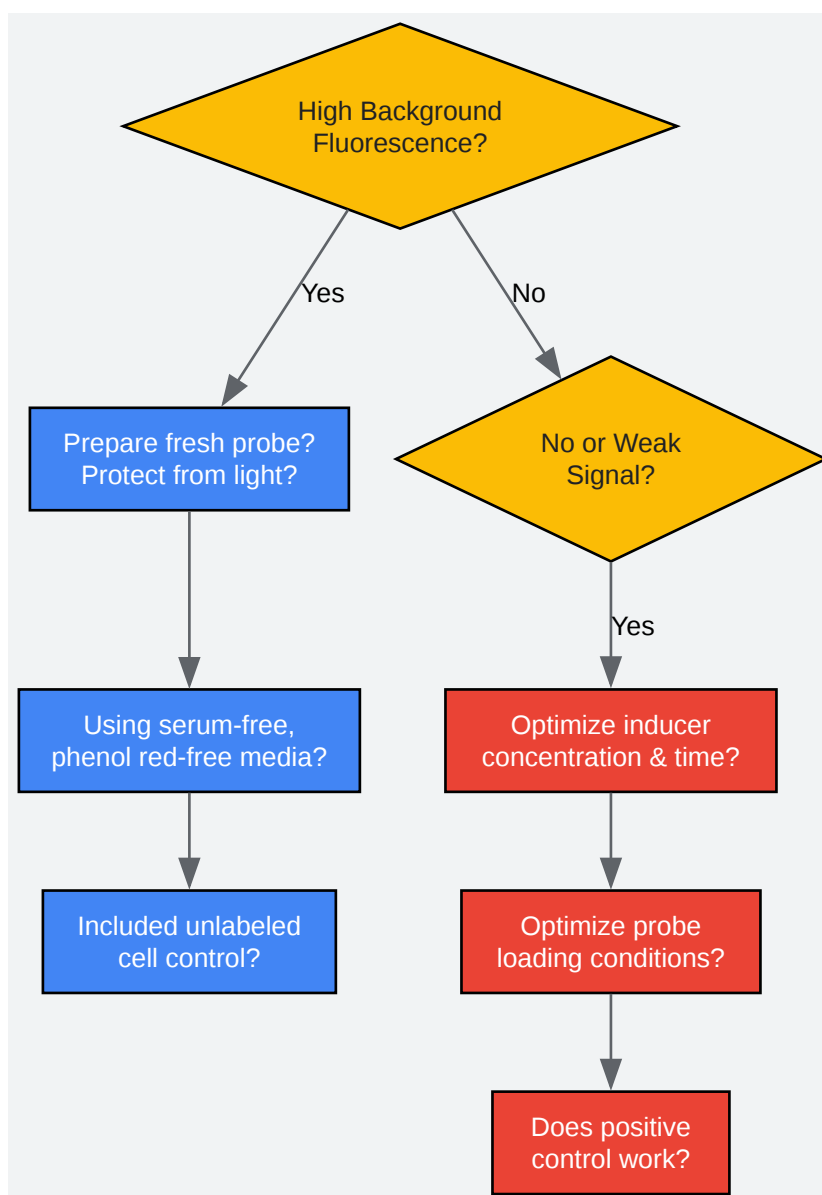 High Background
Fluorescence?
Yes
No
Prepare fresh probe?
Protect from light?
No or Weak
Signal?
Yes
Using serum-free,
phenol red-free media?
Optimize inducer
concentration & time?
Included unlabeled
cell control?
Optimize probe
loading conditions?
Does positive
control work?